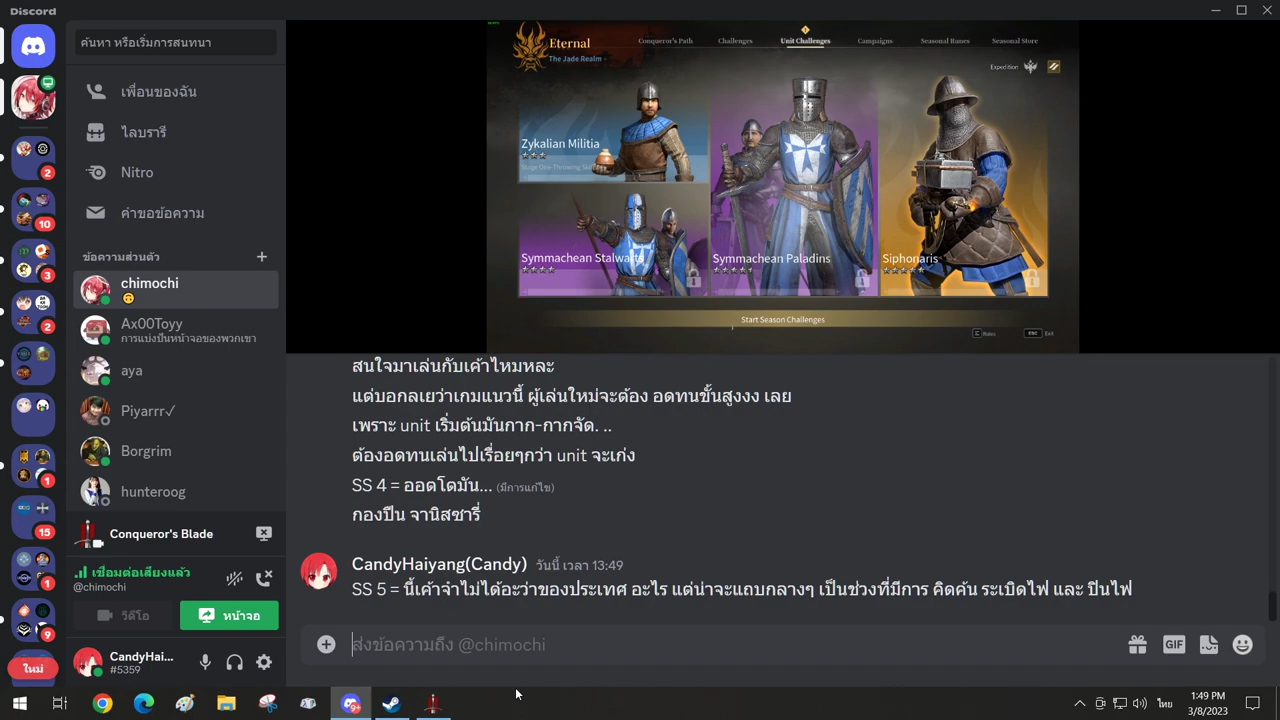 Discord
ค้นหา หรือเริ่มการสนทนา
เพื่อนของฉัน
ไลบรารี่
Nitro
คำขอข้อความ
ข้อความส่วนตัว
chimochi
Ax00Toyy
การแบ่งปันหน้าจอของพวกเขา
aya
Piyarrr✓
Borgrim
hunteroog
Conqueror's Blade
เชื่อมต่อเสียงแล้ว
@chimochi
วิดีโอ
หน้าจอ
CandyHai...
#5359
2
10
3
2
1
15
1
9
ใหม่
Eternal
The Jade Realm
Conqueror's Path
Challenges
Unit Challenges
Campaigns
Seasonal Runes
Seasonal Store
Expedition
Zykalian Militia
Symmachean Stalwarts
Symmachean Paladins
Siphonaris
Start Season Challenges
ESC Exit
สนใจมาเล่นกับเค้าไหมหละ
แต่บอกลเยว่าเกมแนวนี้ ผู้เล่นใหม่จะต้อง อดทนขั้นสูงงง เลย
เพราะ unit เริ่มต้นมันกาก-กากจัด. ..
ต้องอดทนเล่นไปเรื่อยๆกว่า unit จะเก่ง
SS 4 = ออตโตมัน... (มีการแก้ไข)
กองปืน จานิสซารี่
CandyHaiyang(Candy) วันนี้ เวลา 13:49
SS 5 = นี้เค้าจำไม่ได้อะว่าของประเทศ อะไร แต่น่าจะแถบกลางๆ เป็นช่วงที่มีการ คิดค้น ระเบิดไฟ และ ปืนไฟ
ส่งข้อความถึง @chimochi
GIF
9+
ไทย
1:49 PM
3/8/2023